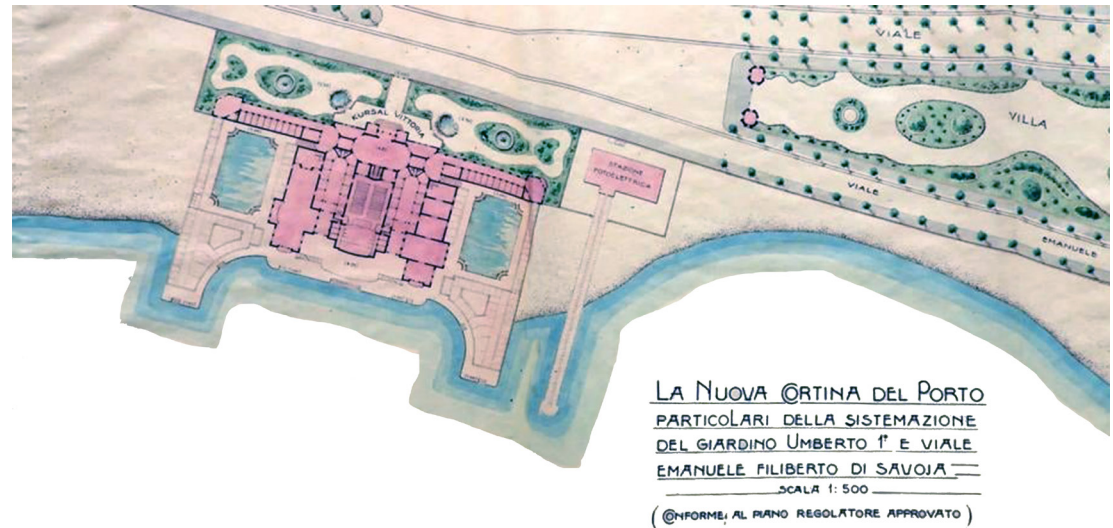 VIALE
KURSAL VITTORIA
VILLA
STAZIONE
FOTOELETTRICA
VIALE
EMANUELE
LA NUOVA CORTINA DEL PORTO
PARTICOLARI DELLA SISTEMAZIONE
DEL GIARDINO UMBERTO 1° E VIALE
EMANUELE FILIBERTO DI SAVOJA
SCALA 1:500
(CONFORME AL PIANO REGOLATORE APPROVATO)